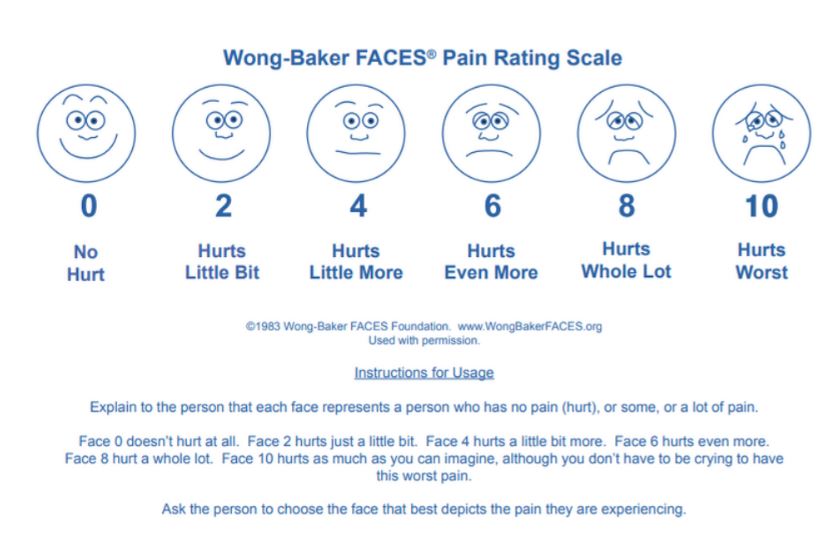 Wong-Baker FACES® Pain Rating Scale
0 2 4 6 8 10
No Hurts Hurts Hurts Hurts Hurts
Hurt Little Bit Little More Even More Whole Lot Worst
©1983 Wong-Baker FACES Foundation. www.WongBakerFACES.org
Used with permission.
Instructions for Usage
Explain to the person that each face represents a person who has no pain (hurt), or some, or a lot of pain.
Face 0 doesn't hurt at all. Face 2 hurts just a little bit. Face 4 hurts a little bit more. Face 6 hurts even more.
Face 8 hurt a whole lot. Face 10 hurts as much as you can imagine, although you don't have to be crying to have
this worst pain.
Ask the person to choose the face that best depicts the pain they are experiencing.